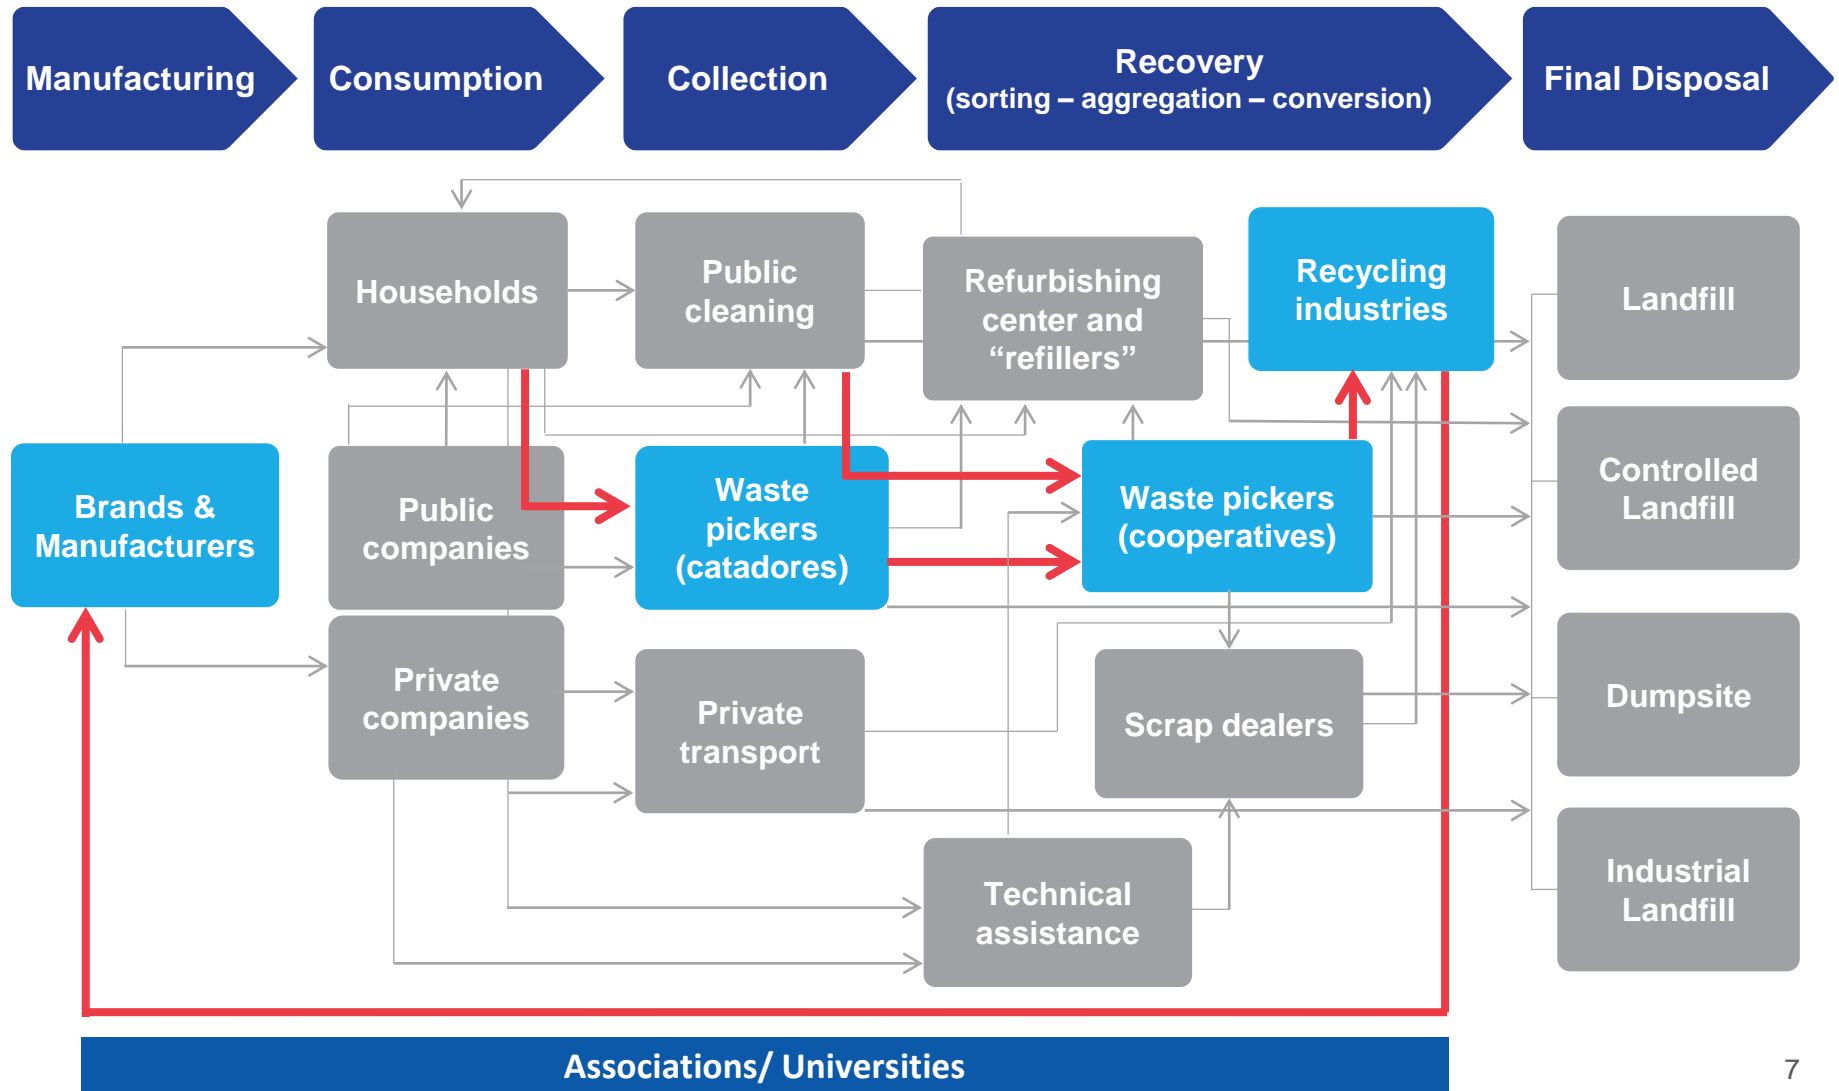 Manufacturing
Consumption
Collection
Recovery
(sorting – aggregation – conversion)
Final Disposal
Households
Public
cleaning
Refurbishing
center and
“refillers”
Recycling
industries
Landfill
Brands &
Manufacturers
Public
companies
Waste
pickers
(catadores)
Waste pickers
(cooperatives)
Controlled
Landfill
Private
companies
Private
transport
Scrap dealers
Dumpsite
Technical
assistance
Industrial
Landfill
Associations/ Universities
7